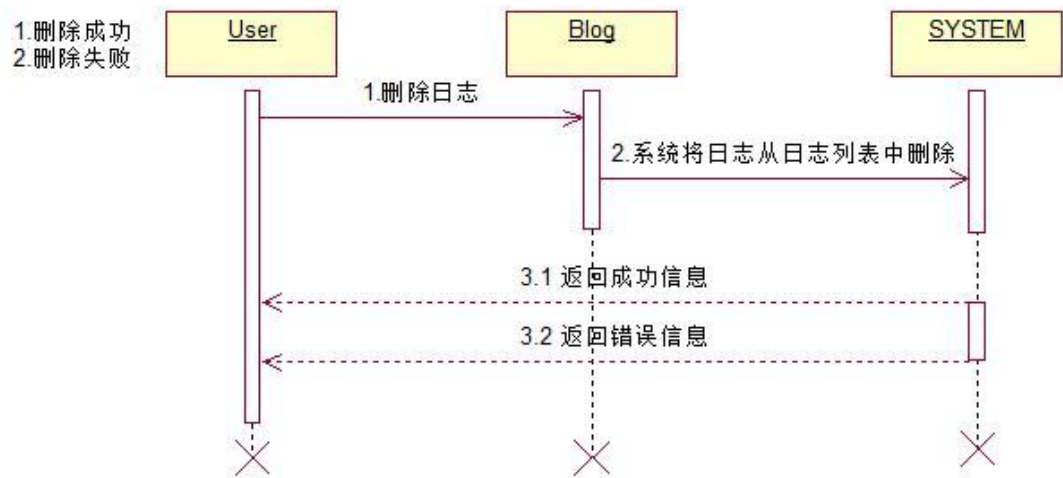 1.删除成功
2.删除失败
User
Blog
SYSTEM
1.删除日志
2.系统将日志从日志列表中删除
3.1 返回成功信息
3.2 返回错误信息